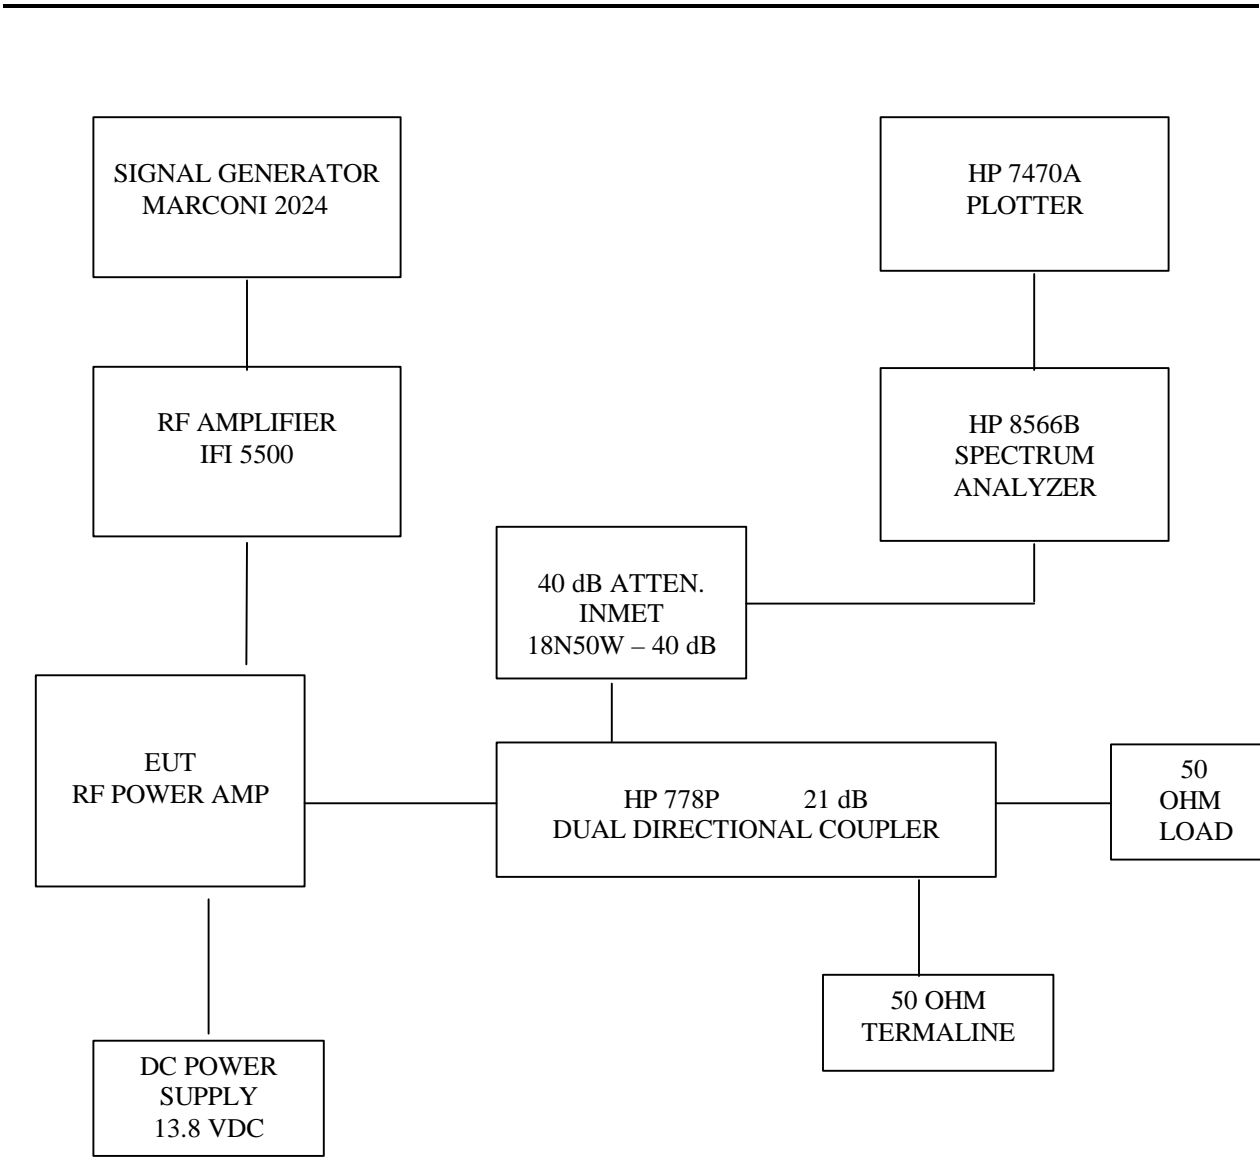 SIGNAL GENERATOR
MARCONI 2024
HP 7470A
PLOTTER
RF AMPLIFIER
IFI 5500
HP 8566B
SPECTRUM
ANALYZER
40 dB ATTEN.
INMET
18N50W – 40 dB
EUT
RF POWER AMP
HP 778P 21 dB
DUAL DIRECTIONAL COUPLER
50
OHM
LOAD
50 OHM
TERMALINE
DC POWER
SUPPLY
13.8 VDC